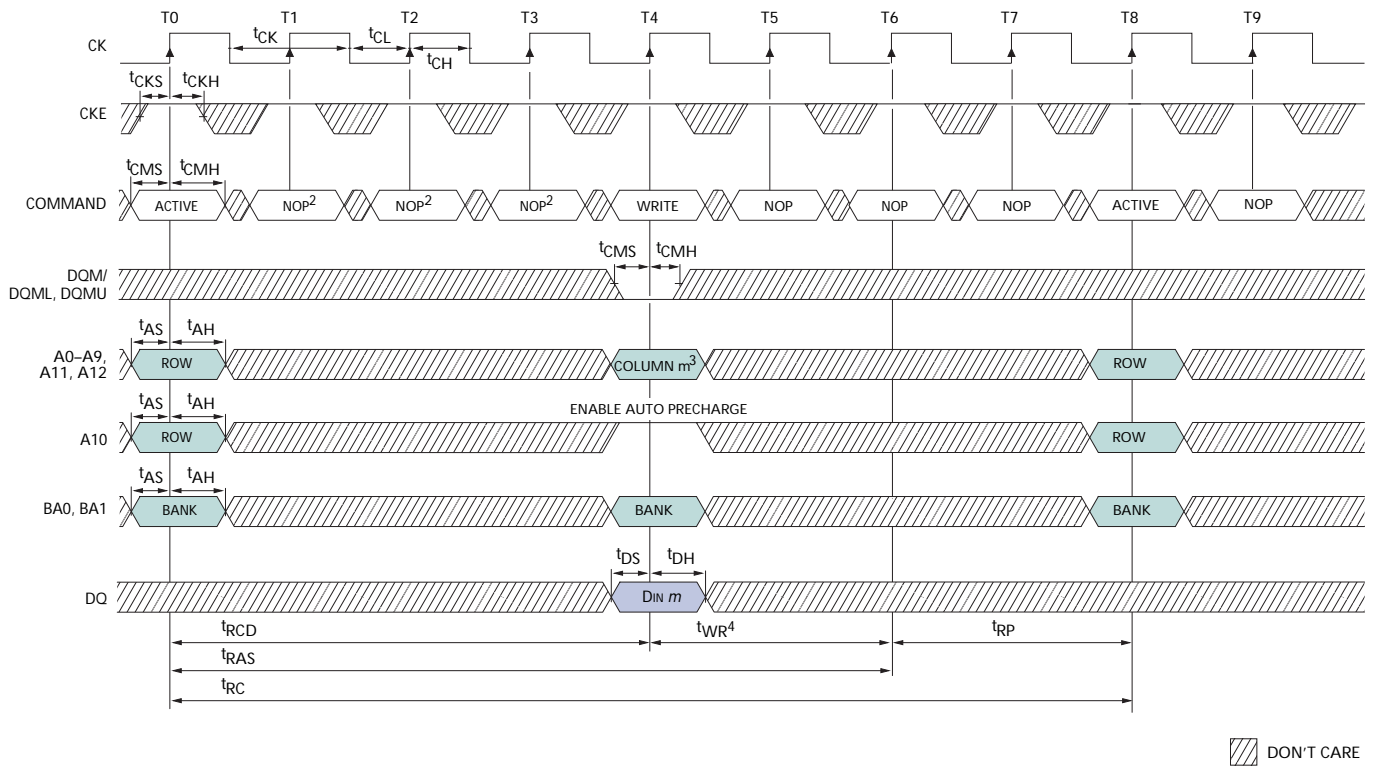 T0 T1 T2 T3 T4 T5 T6 T7 T8 T9
CK tCK tCL tCH
tCKS tCKH
CKE
tCMS tCMH
COMMAND ACTIVE NOP2 NOP2 NOP2 WRITE NOP NOP NOP ACTIVE NOP
tCMS tCMH
DQM/
DQML, DQMU
tAS tAH
A0–A9,
A11, A12
ROW COLUMN m3 ROW
tAS tAH ENABLE AUTO PRECHARGE
A10 ROW ROW
tAS tAH
BA0, BA1 BANK BANK BANK
tDS tDH
DQ DIN m
tRCD tWR4 tRP
tRAS
tRC
DON'T CARE